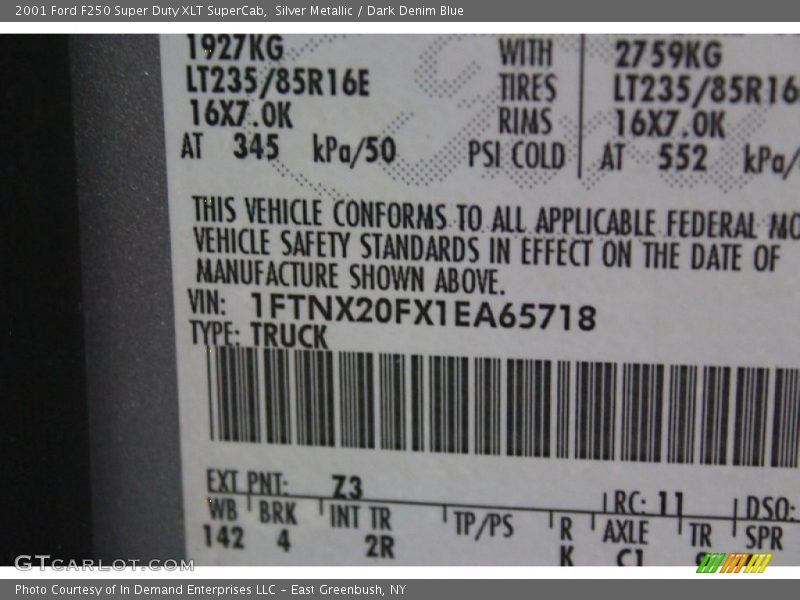 2001 Ford F250 Super Duty XLT SuperCab, Silver Metallic / Dark Denim Blue
1927KG WITH 2759KG
LT235/85R16E TIRES LT235/85R16
16X7.0K RIMS 16X7.0K
AT 345 kPa/50 PSI COLD AT 552 kPa/
THIS VEHICLE CONFORMS TO ALL APPLICABLE FEDERAL MO
VEHICLE SAFETY STANDARDS IN EFFECT ON THE DATE OF
MANUFACTURE SHOWN ABOVE.
VIN: 1FTNX20FX1EA65718
TYPE: TRUCK
EXT PNT: Z3 RC: 11 DSO:
WB BRK INT TR TP/PS R AXLE TR SPR
142 4 2R K C1
GTCARLOT.COM
Photo Courtesy of In Demand Enterprises LLC - East Greenbush, NY